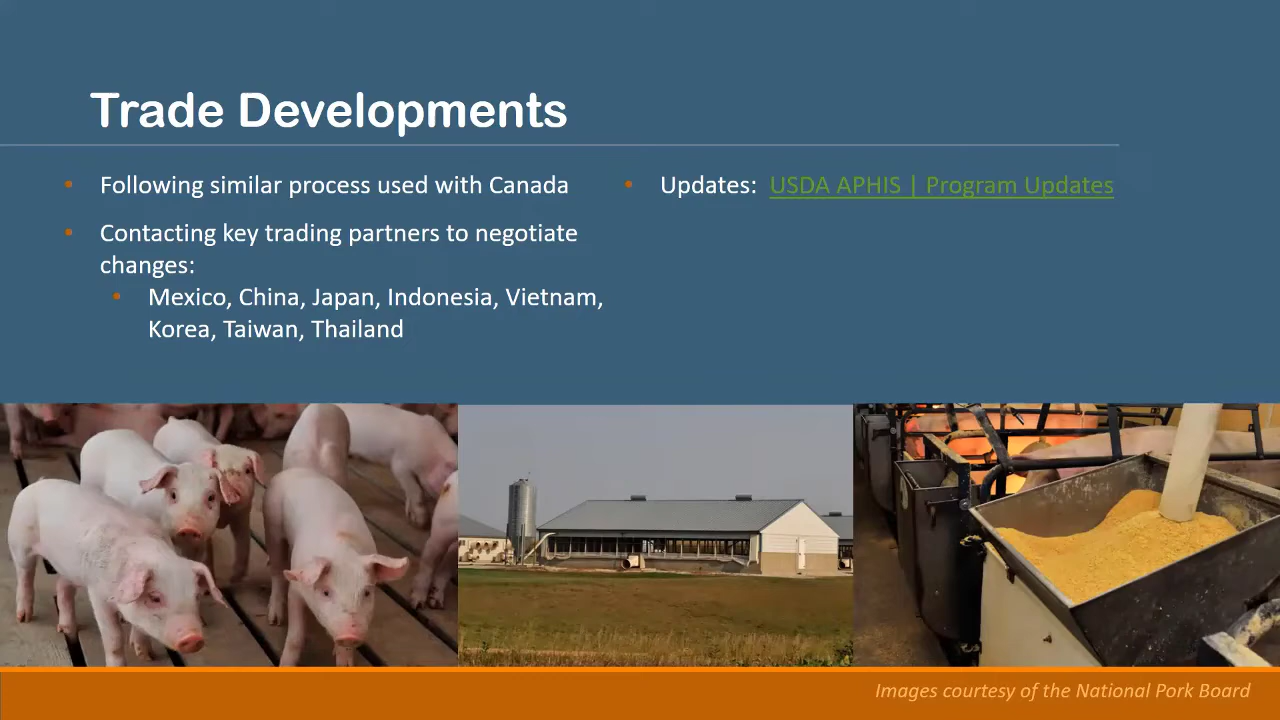 Trade Developments
• Following similar process used with Canada
• Contacting key trading partners to negotiate
changes:
• Mexico, China, Japan, Indonesia, Vietnam,
Korea, Taiwan, Thailand
• Updates: USDA APHIS | Program Updates
Images courtesy of the National Pork Board